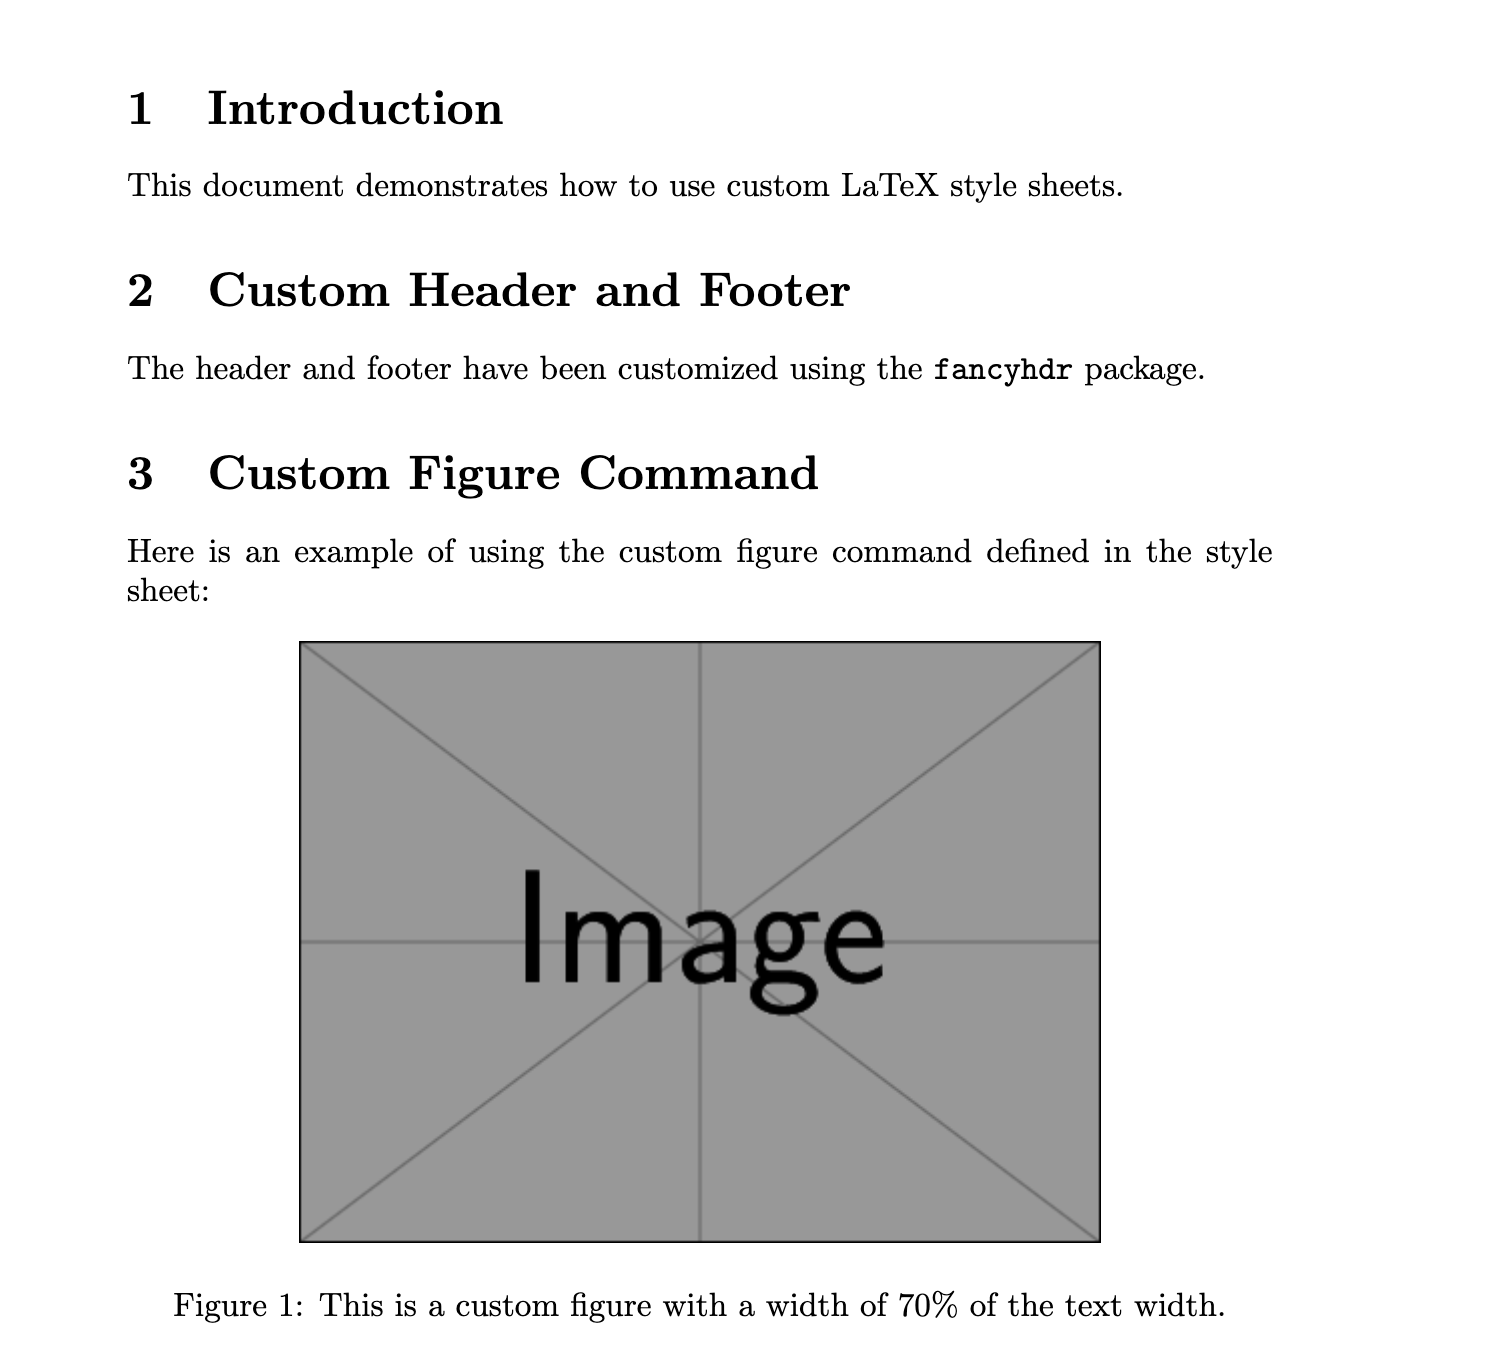 1 Introduction
This document demonstrates how to use custom LaTeX style sheets.
2 Custom Header and Footer
The header and footer have been customized using the fancyhdr package.
3 Custom Figure Command
Here is an example of using the custom figure command defined in the style
sheet:
Image
Figure 1: This is a custom figure with a width of 70% of the text width.